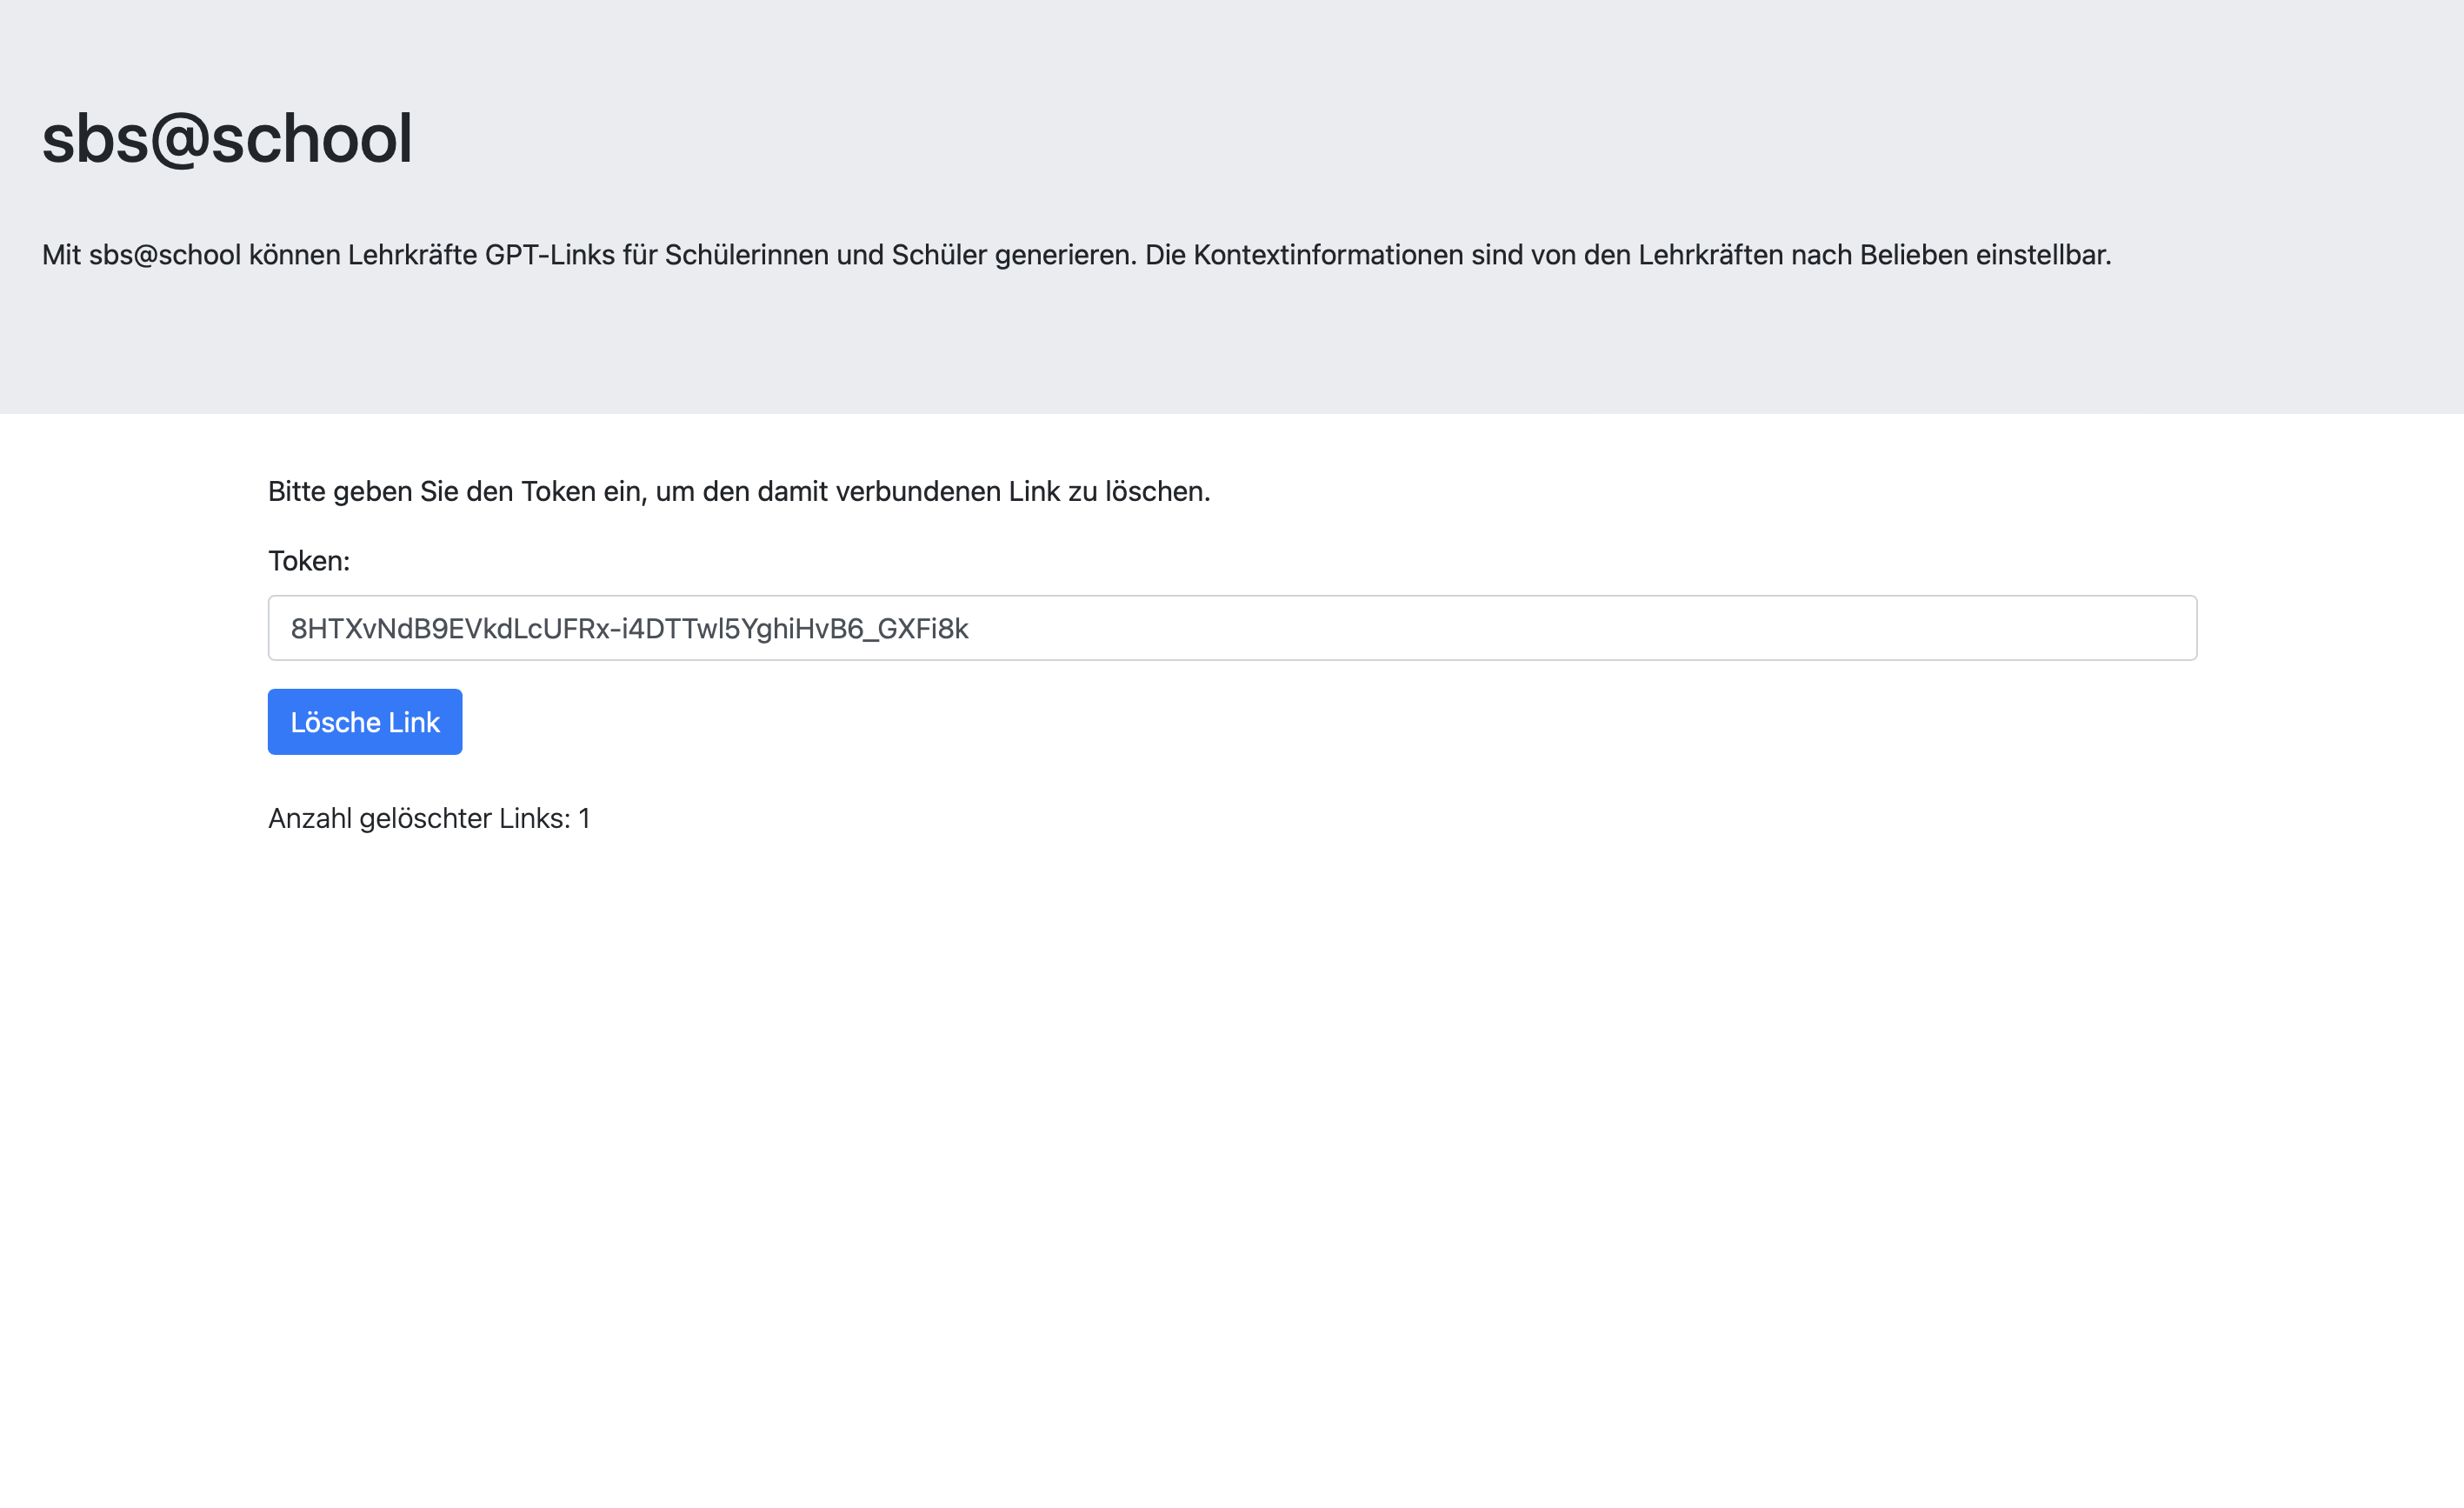 sbs@school
Mit sbs@school können Lehrkräfte GPT-Links für Schülerinnen und Schüler generieren. Die Kontextinformationen sind von den Lehrkräften nach Belieben einstellbar.
Bitte geben Sie den Token ein, um den damit verbundenen Link zu löschen.
Token:
8HTXvNdB9EVkdLcUFRx-i4DTTwl5YghiHvB6_GXFi8k
Lösche Link
Anzahl gelöschter Links: 1